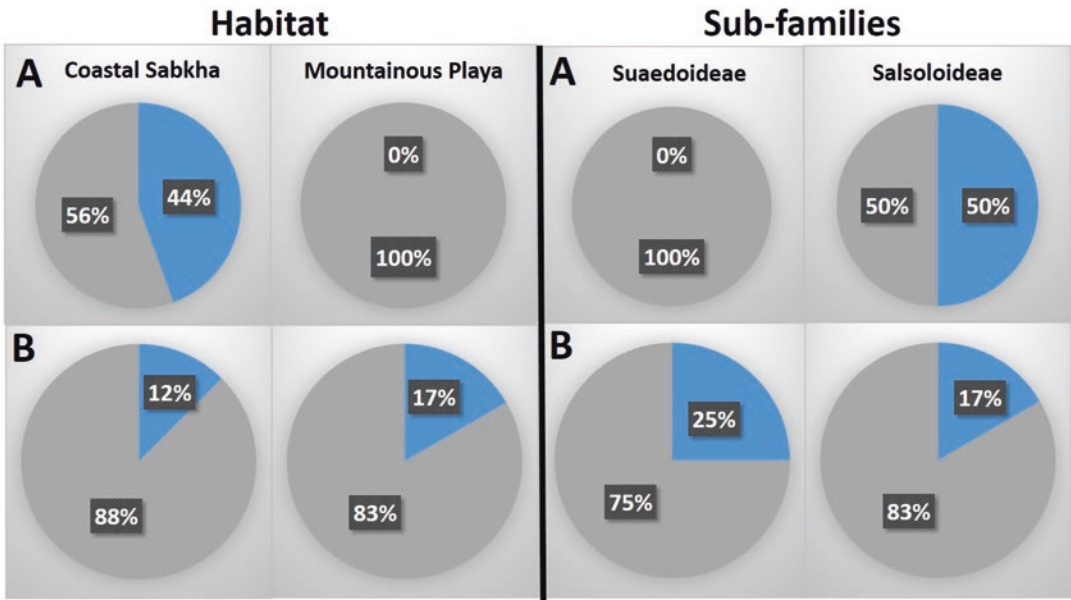 Habitat
Sub-families
A
Coastal Sabkha
Mountainous Playa
44%
56%
0%
100%
A
Suaedoideae
Salsoloideae
0%
100%
50%
50%
B
12%
88%
17%
83%
B
25%
75%
17%
83%